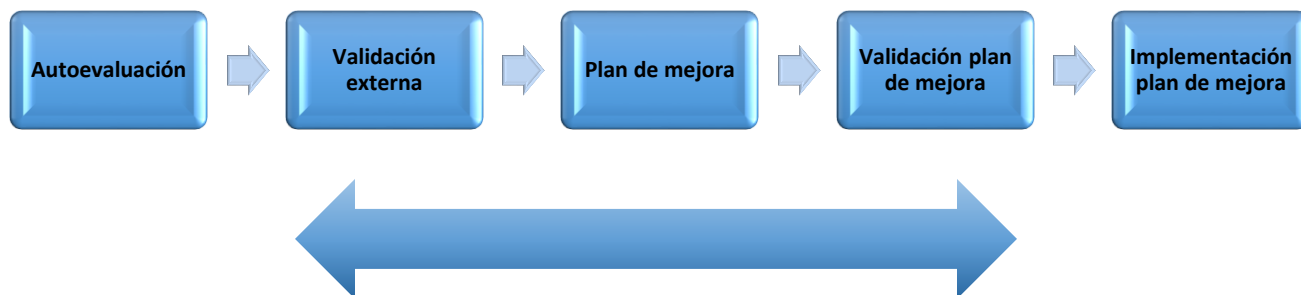 Autoevaluación
Validación
externa
Plan de mejora
Validación plan
de mejora
Implementación
plan de mejora